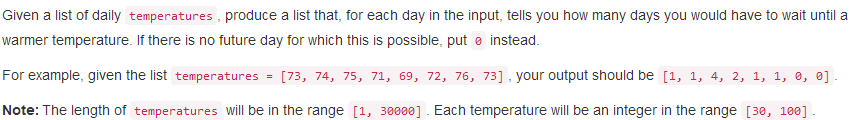 Given a list of daily temperatures , produce a list that, for each day in the input, tells you how many days you would have to wait until a
warmer temperature. If there is no future day for which this is possible, put 0 instead.
For example, given the list temperatures = [73, 74, 75, 71, 69, 72, 76, 73] , your output should be [1, 1, 4, 2, 1, 1, 0, 0] .
Note: The length of temperatures will be in the range [1, 30000] . Each temperature will be an integer in the range [30, 100] .